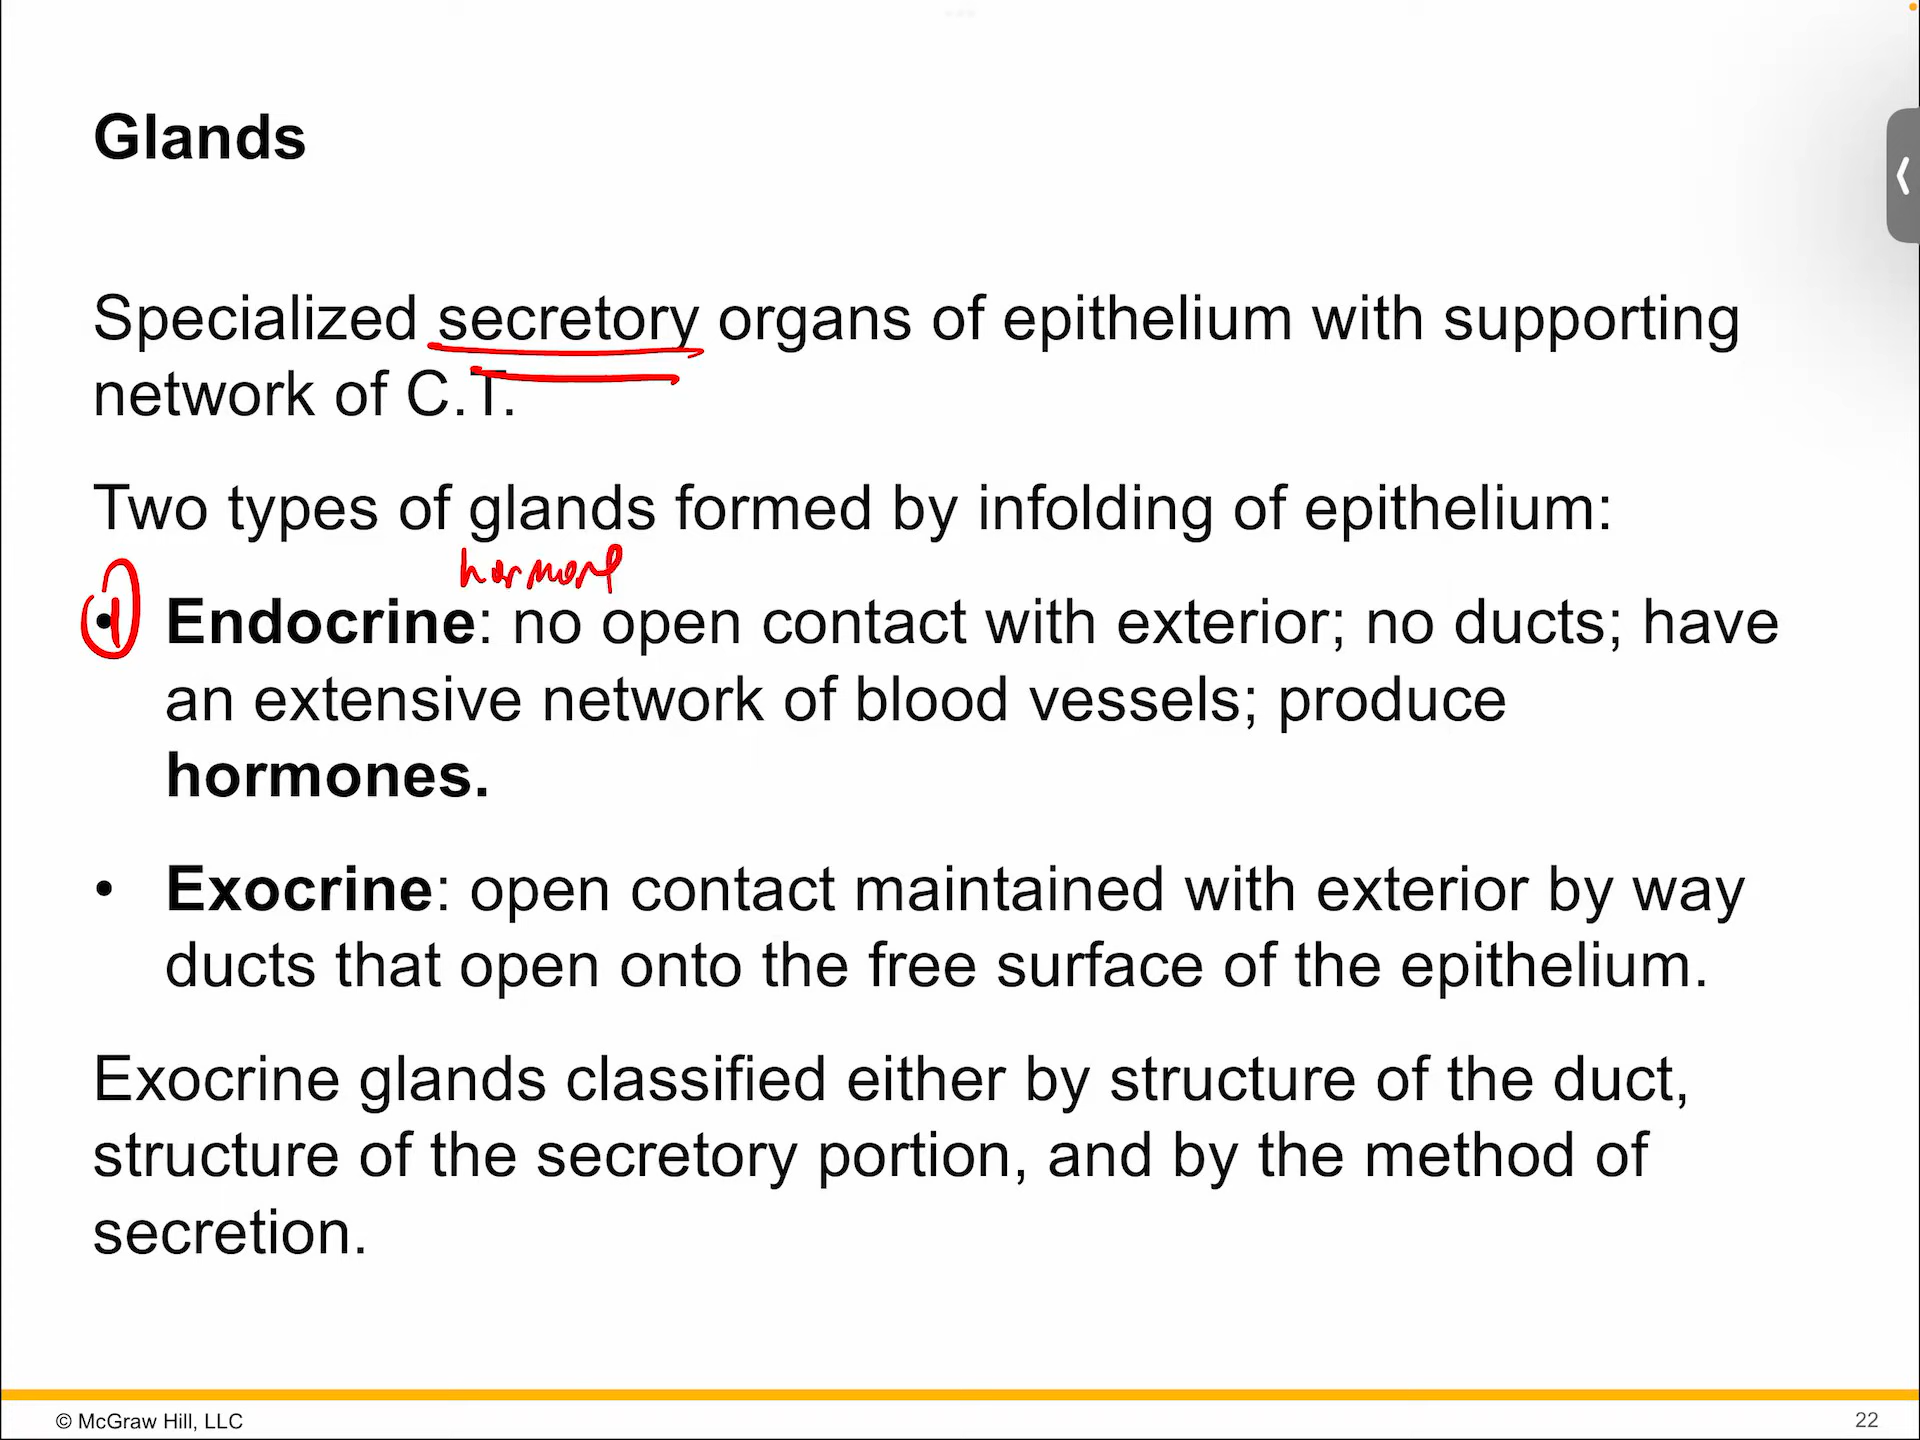 Glands
Specialized secretory organs of epithelium with supporting
network of C.T.
Two types of glands formed by infolding of epithelium:
hormone
1
• Endocrine: no open contact with exterior; no ducts; have
an extensive network of blood vessels; produce
hormones.
• Exocrine: open contact maintained with exterior by way
ducts that open onto the free surface of the epithelium.
Exocrine glands classified either by structure of the duct,
structure of the secretory portion, and by the method of
secretion.
© McGraw Hill, LLC
22